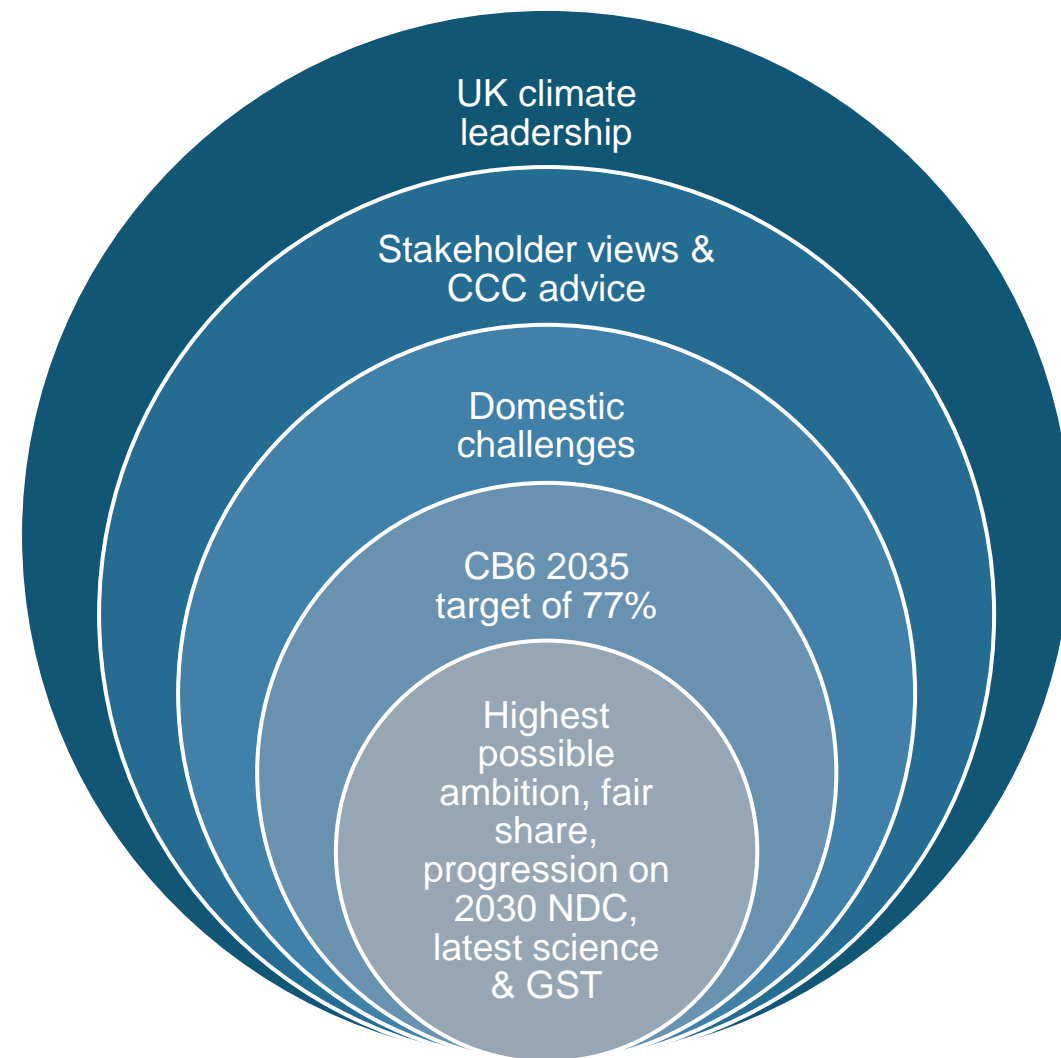 UK climate
leadership
Stakeholder views &
CCC advice
Domestic
challenges
CB6 2035
target of 77%
Highest
possible
ambition, fair
share,
progression on
2030 NDC,
latest science
& GST